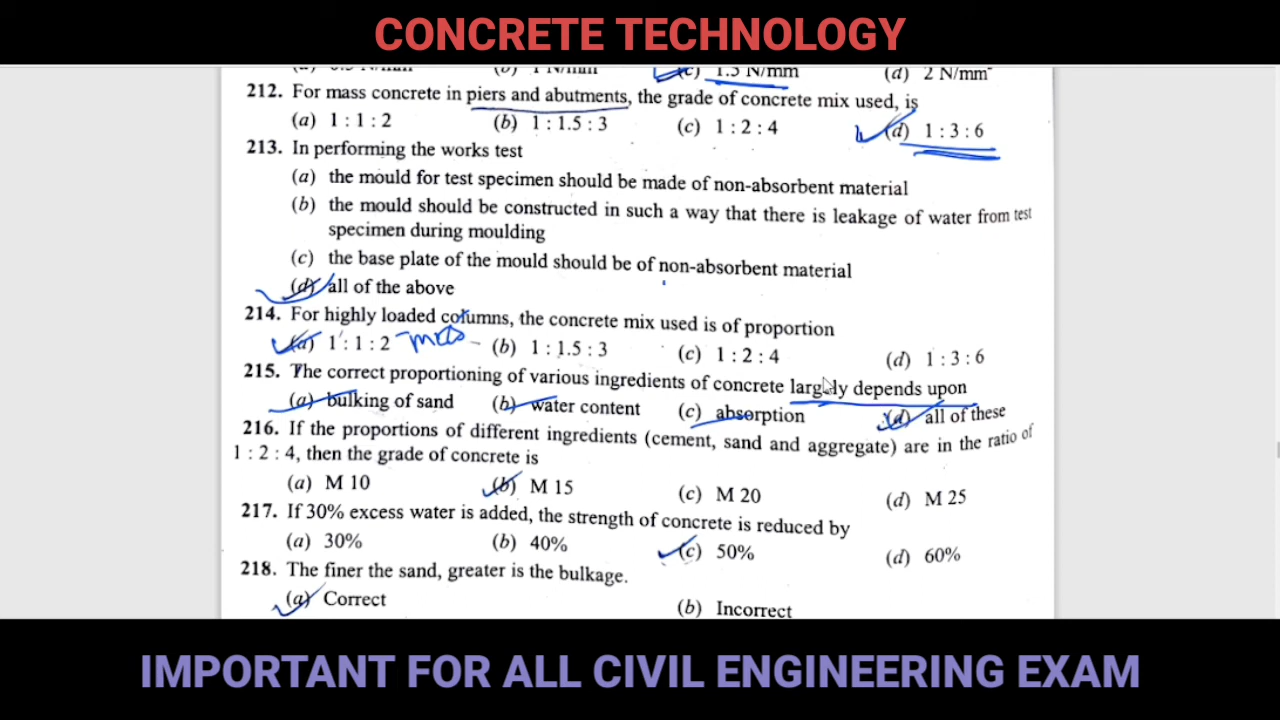 CONCRETE TECHNOLOGY
(b) 1 N/mm (c) 1.5 N/mm (d) 2 N/mm²
212. For mass concrete in piers and abutments, the grade of concrete mix used, is
(a) 1 : 1 : 2 (b) 1 : 1.5 : 3 (c) 1 : 2 : 4 (d) 1 : 3 : 6
213. In performing the works test
(a) the mould for test specimen should be made of non-absorbent material
(b) the mould should be constructed in such a way that there is leakage of water from test
specimen during moulding
(c) the base plate of the mould should be of non-absorbent material
(d) all of the above
214. For highly loaded columns, the concrete mix used is of proportion
(a) 1 : 1 : 2 (b) 1 : 1.5 : 3 (c) 1 : 2 : 4 (d) 1 : 3 : 6
215. The correct proportioning of various ingredients of concrete largely depends upon
(a) bulking of sand (b) water content (c) absorption (d) all of these
216. If the proportions of different ingredients (cement, sand and aggregate) are in the ratio of
1 : 2 : 4, then the grade of concrete is
(a) M 10 (b) M 15 (c) M 20 (d) M 25
217. If 30% excess water is added, the strength of concrete is reduced by
(a) 30% (b) 40% (c) 50% (d) 60%
218. The finer the sand, greater is the bulkage.
(a) Correct (b) Incorrect
IMPORTANT FOR ALL CIVIL ENGINEERING EXAM